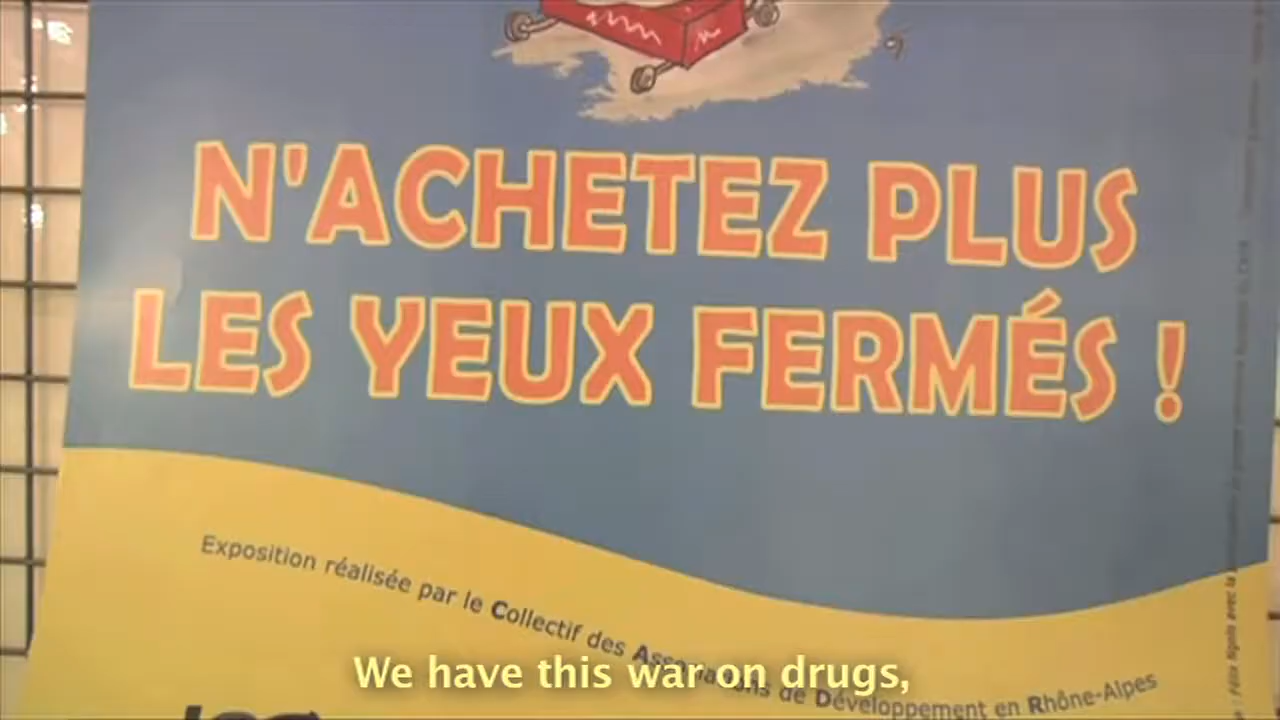 N'ACHETEZ PLUS
LES YEUX FERMÉS !
Exposition réalisée par le Collectif des Associations de Développement en Rhône-Alpes
We have this war on drugs,